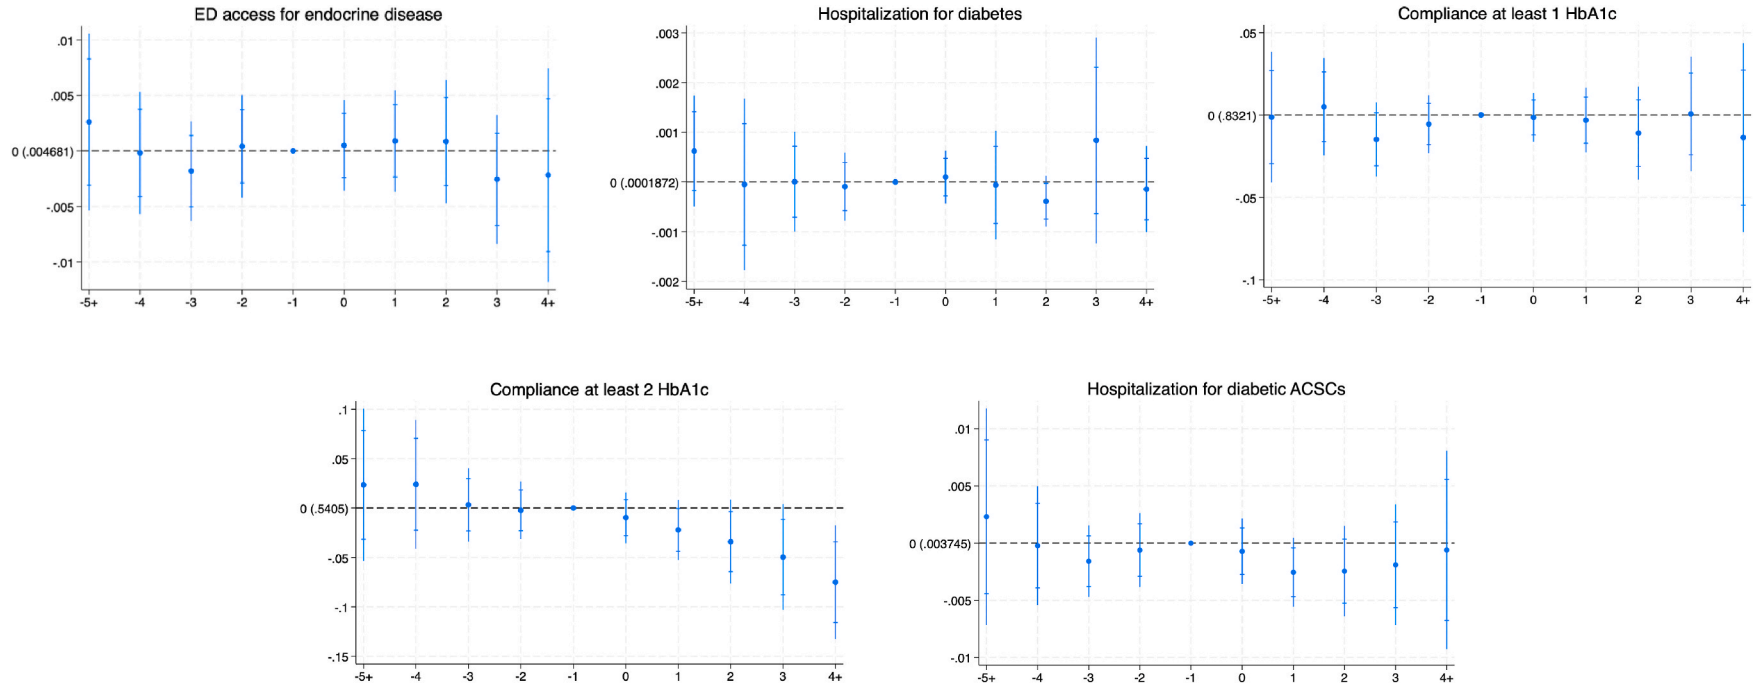 ED access for endocrine disease
.01
.005
0 (.004681)
-.005
-.01
-5+ -4 -3 -2 -1 0 1 2 3 4+
Hospitalization for diabetes
.003
.002
.001
0 (.0001872)
-.001
-.002
-5+ -4 -3 -2 -1 0 1 2 3 4+
Compliance at least 1 HbA1c
.05
0 (.8321)
-.05
-.1
-5+ -4 -3 -2 -1 0 1 2 3 4+
Compliance at least 2 HbA1c
.1
.05
0 (.5405)
-.05
-.1
-.15
-5+ -4 -3 -2 -1 0 1 2 3 4+
Hospitalization for diabetic ACSCs
.01
.005
0 (.003745)
-.005
-.01
-5+ -4 -3 -2 -1 0 1 2 3 4+